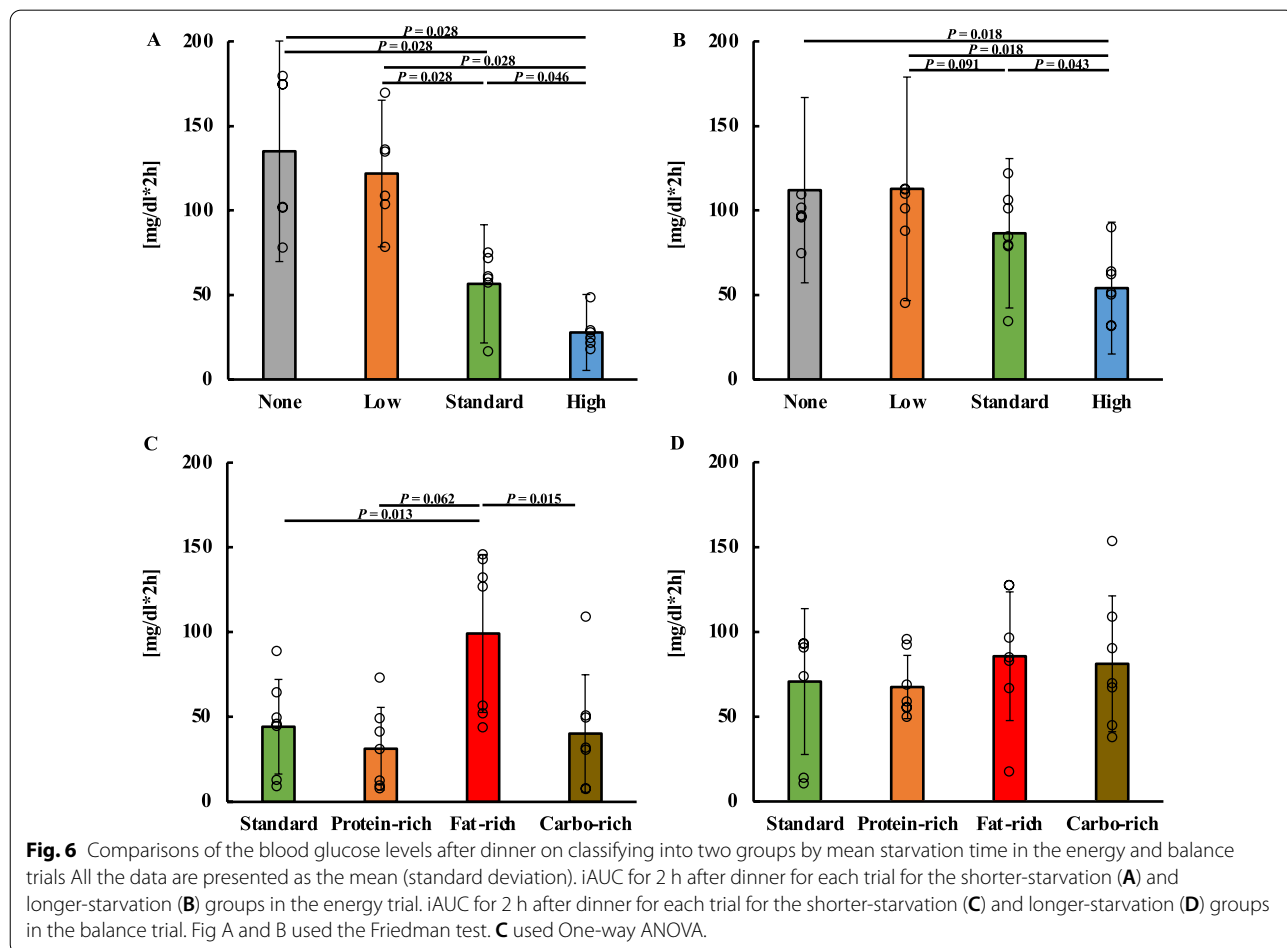 A
P = 0.028
P = 0.028
P = 0.028
P = 0.028
P = 0.046
[mg/dl*2h]
200
150
100
50
0
None Low Standard High
B
P = 0.018
P = 0.018
P = 0.091
P = 0.043
[mg/dl*2h]
200
150
100
50
0
None Low Standard High
C
P = 0.062
P = 0.015
P = 0.013
[mg/dl*2h]
200
150
100
50
0
Standard Protein-rich Fat-rich Carbo-rich
D
[mg/dl*2h]
200
150
100
50
0
Standard Protein-rich Fat-rich Carbo-rich
Fig. 6 Comparisons of the blood glucose levels after dinner on classifying into two groups by mean starvation time in the energy and balance
trials All the data are presented as the mean (standard deviation). iAUC for 2 h after dinner for each trial for the shorter-starvation (A) and
longer-starvation (B) groups in the energy trial. iAUC for 2 h after dinner for each trial for the shorter-starvation (C) and longer-starvation (D) groups
in the balance trial. Fig A and B used the Friedman test. C used One-way ANOVA.